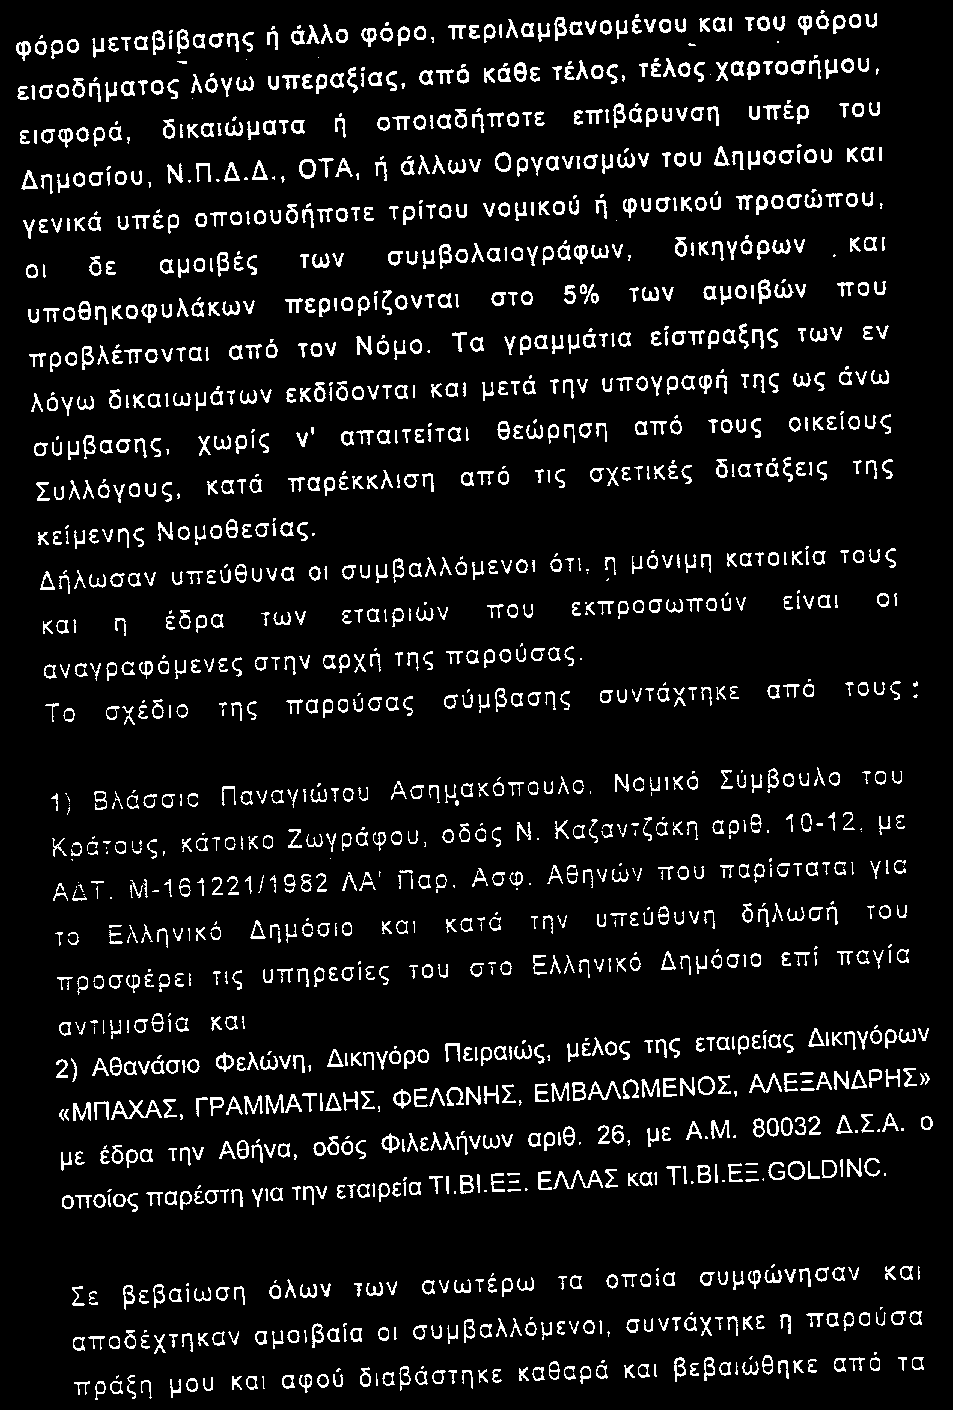 φόρο μεταβίβασης ή άλλο φόρο, περιλαμβανομένου και του φόρου
εισοδήματος λόγω υπεραξίας, από κάθε τέλος, τέλος χαρτοσήμου,
εισφορά, δικαιώματα ή οποιαδήποτε επιβάρυνση υπέρ του
Δημοσίου, Ν.Π.Δ.Δ., ΟΤΑ, ή άλλων Οργανισμών του Δημοσίου και
γενικά υπέρ οποιουδήποτε τρίτου νομικού ή φυσικού προσώπου,
οι δε αμοιβές των συμβολαιογράφων, δικηγόρων και
υποθηκοφυλάκων περιορίζονται στο 5% των αμοιβών που
προβλέπονται από τον Νόμο. Τα γραμμάτια είσπραξης των εν
λόγω δικαιωμάτων εκδίδονται και μετά την υπογραφή της ως άνω
σύμβασης, χωρίς ν' απαιτείται θεώρηση από τους οικείους
Συλλόγους, κατά παρέκκλιση από τις σχετικές διατάξεις της
κείμενης Νομοθεσίας.
Δήλωσαν υπεύθυνα οι συμβαλλόμενοι ότι, η μόνιμη κατοικία τους
και η έδρα των εταιριών που εκπροσωπούν είναι οι
αναγραφόμενες στην αρχή της παρούσας.
Το σχέδιο της παρούσας σύμβασης συντάχτηκε από τους :
1) Βλάσσιο Παναγιώτου Ασημακόπουλο, Νομικό Σύμβουλο του
Κράτους, κάτοικο Ζωγράφου, οδός Ν. Καζαντζάκη αριθ. 10-12, με
ΑΔΤ. Μ-161221/1982 ΛΑ' Παρ. Ασφ. Αθηνών που παρίσταται για
το Ελληνικό Δημόσιο και κατά την υπεύθυνη δήλωσή του
προσφέρει τις υπηρεσίες του στο Ελληνικό Δημόσιο επί παγία
αντιμισθία και
2) Αθανάσιο Φελώνη, Δικηγόρο Πειραιώς, μέλος της εταιρείας Δικηγόρων
«ΜΠΑΧΑΣ, ΓΡΑΜΜΑΤΙΔΗΣ, ΦΕΛΩΝΗΣ, ΕΜΒΑΛΩΜΕΝΟΣ, ΑΛΕΞΑΝΔΡΗΣ»
με έδρα την Αθήνα, οδός Φιλελλήνων αριθ. 26, με Α.Μ. 80032 Δ.Σ.Α. ο
οποίος παρέστη για την εταιρεία ΤΙ.ΒΙ.ΕΞ. ΕΛΛΑΣ και ΤΙ.ΒΙ.ΕΞ.GOLDINC.
Σε βεβαίωση όλων των ανωτέρω τα οποία συμφώνησαν και
αποδέχτηκαν αμοιβαία οι συμβαλλόμενοι, συντάχτηκε η παρούσα
πράξη μου και αφού διαβάστηκε καθαρά και βεβαιώθηκε από τα